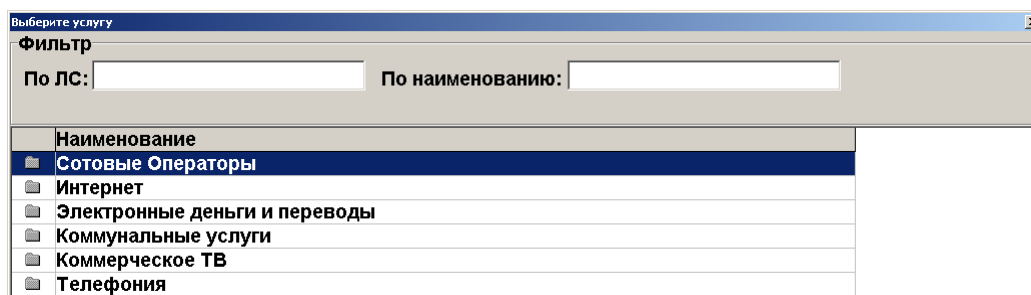 Выберите услугу
Фильтр
По ЛС: По наименованию:
Наименование
Сотовые Операторы
Интернет
Электронные деньги и переводы
Коммунальные услуги
Коммерческое ТВ
Телефония